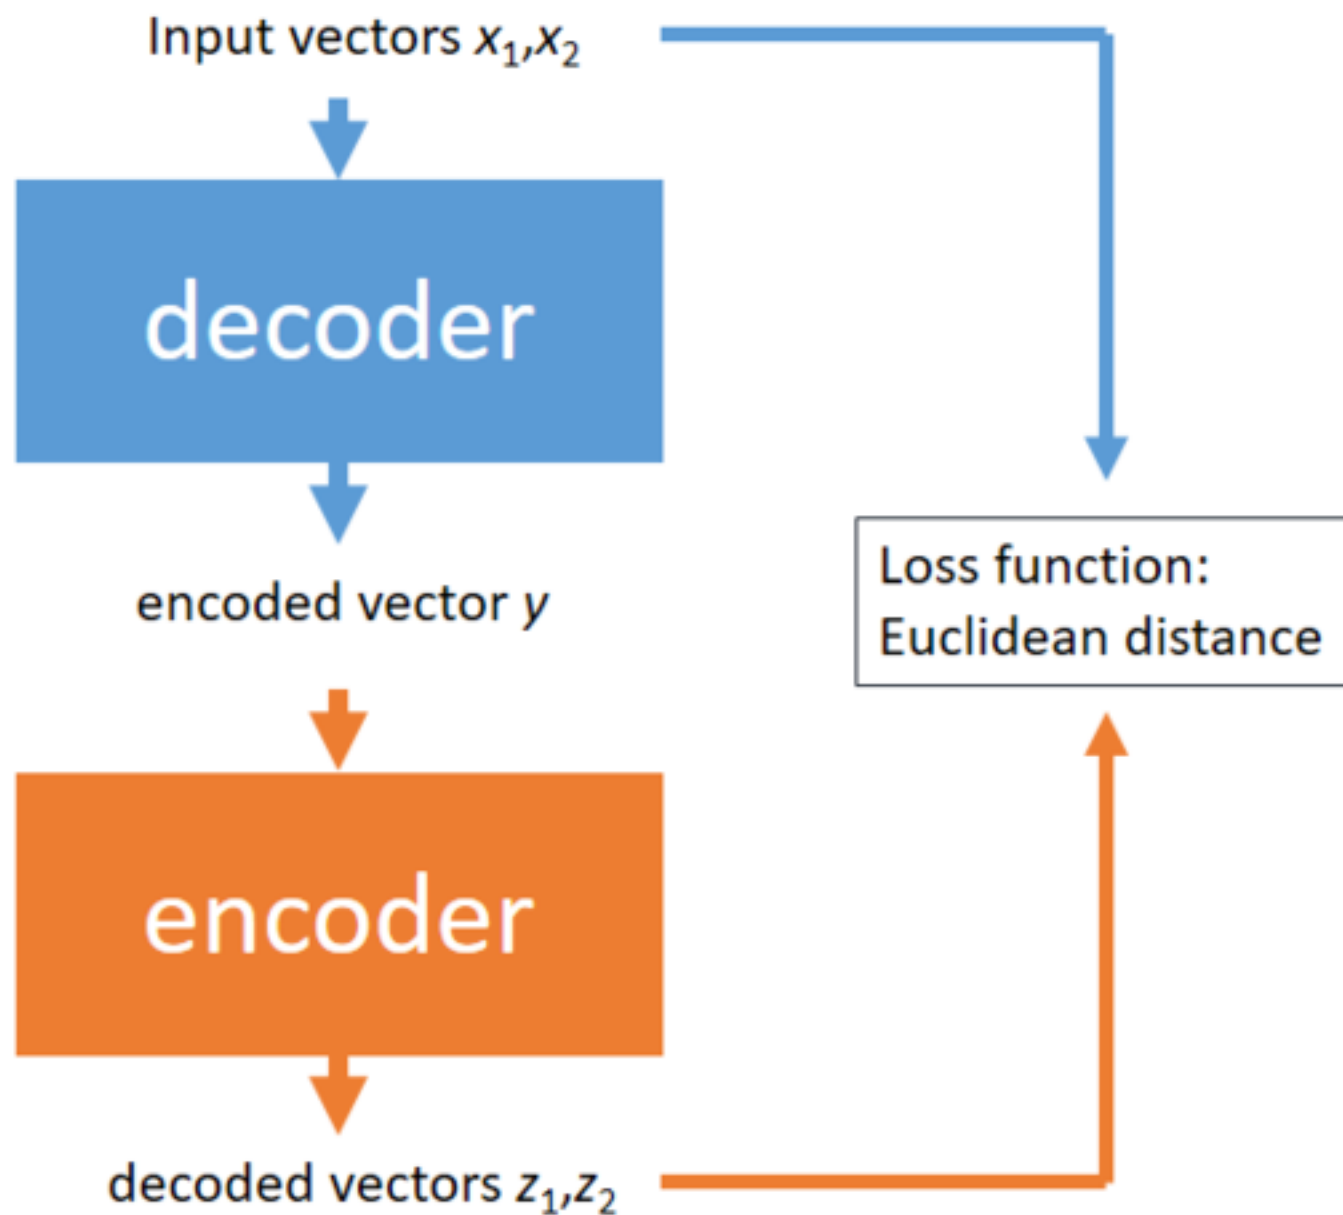 Input vectors x₁,x₂
decoder
encoded vector y
Loss function:
Euclidean distance
encoder
decoded vectors z₁,z₂